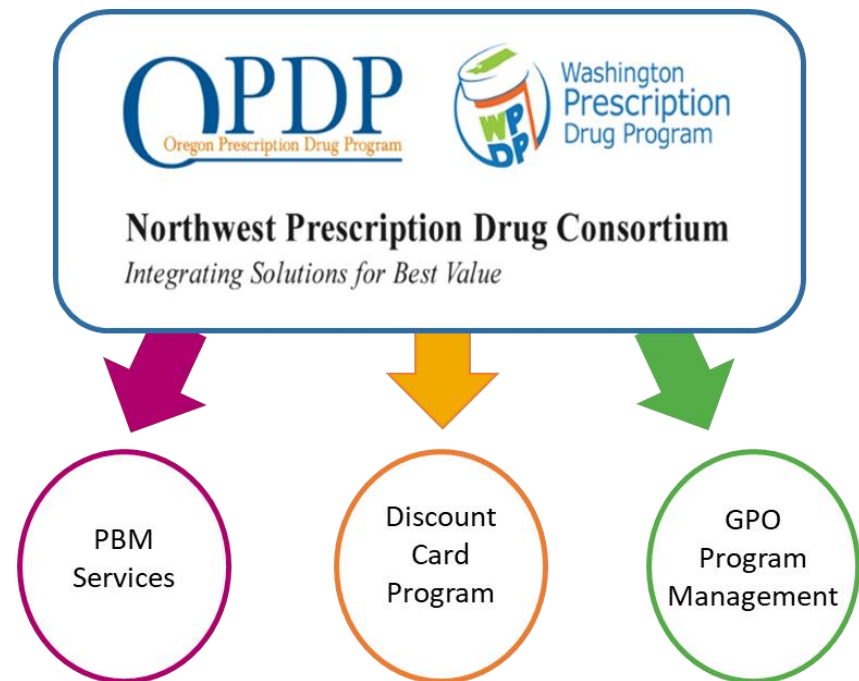 OPDP
Oregon Prescription Drug Program
WPDP
Washington
Prescription
Drug Program
Northwest Prescription Drug Consortium
Integrating Solutions for Best Value
PBM
Services
Discount
Card
Program
GPO
Program
Management